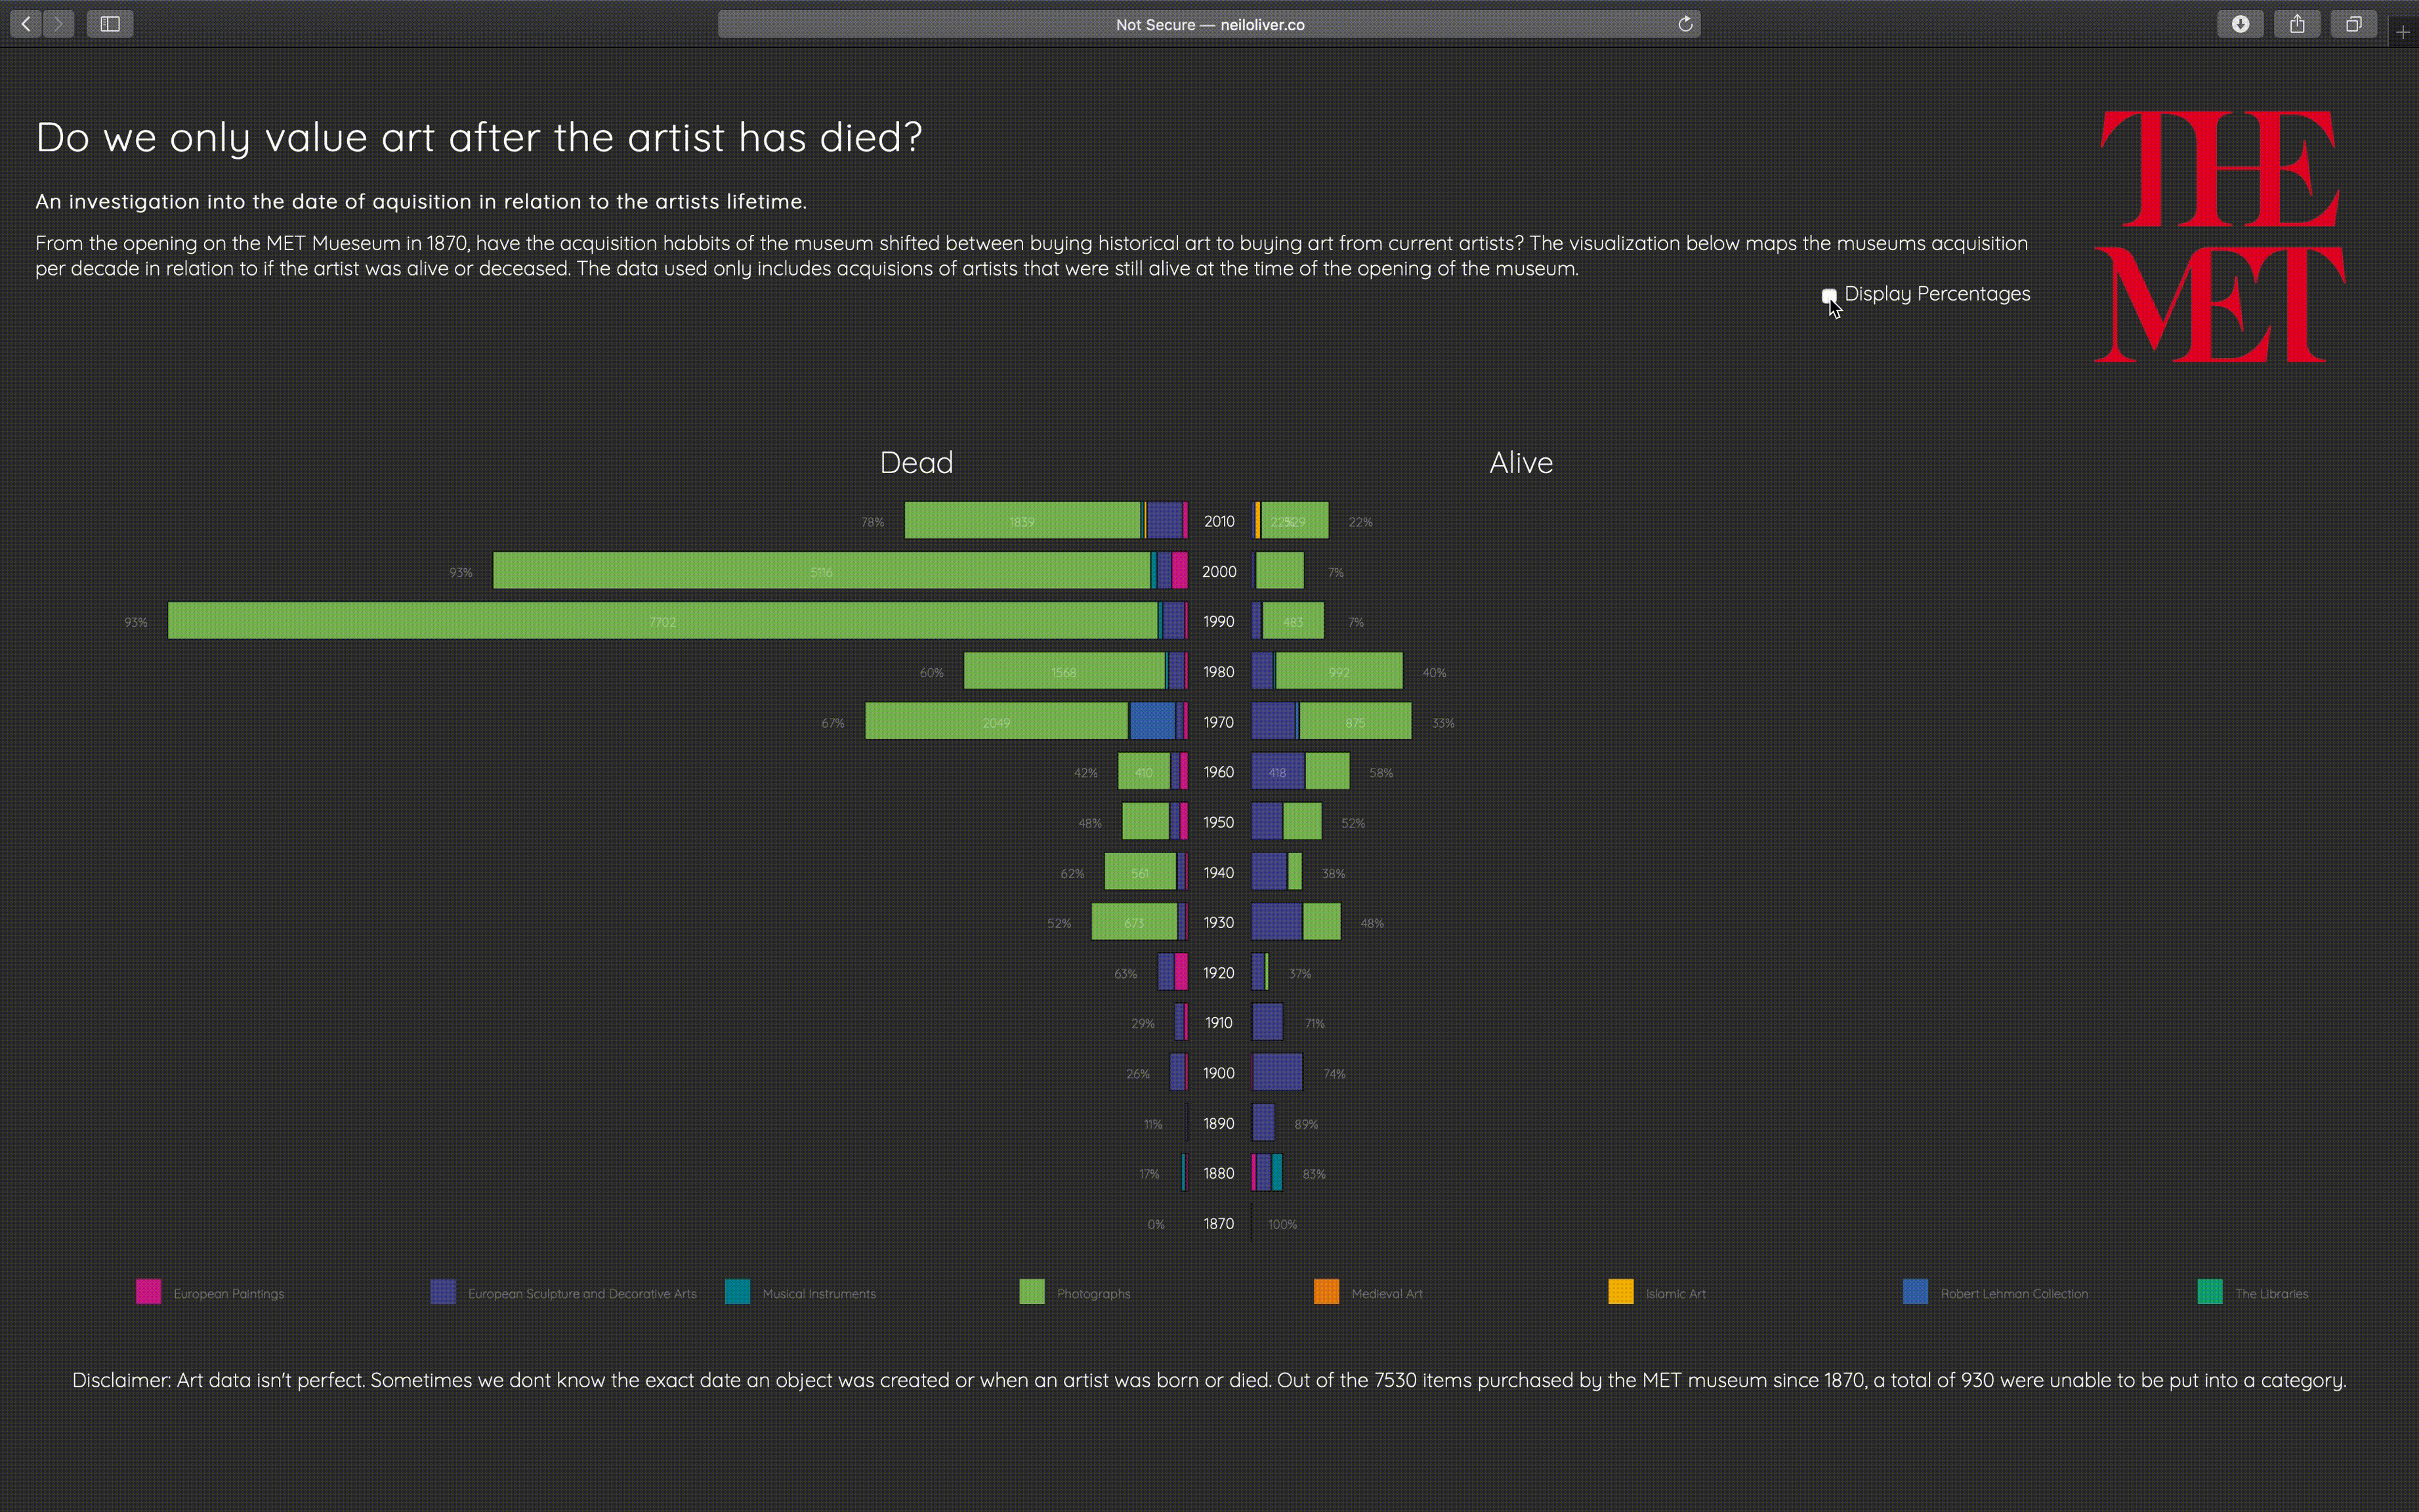 Not Secure — neiloliver.co
Do we only value art after the artist has died?
An investigation into the date of aquisition in relation to the artists lifetime.
From the opening on the MET Mueseum in 1870, have the acquisition habbits of the museum shifted between buying historical art to buying art from current artists? The visualization below maps the museums acquisition
per decade in relation to if the artist was alive or deceased. The data used only includes acquisions of artists that were still alive at the time of the opening of the museum.
Display Percentages
THE
MET
Dead Alive
78% 1839 2010 22%
93% 5116 2000 7%
93% 7702 1990 483 7%
60% 1568 1980 992 40%
67% 2049 1970 875 33%
42% 410 1960 418 58%
48% 1950 52%
62% 561 1940 38%
52% 673 1930 48%
63% 1920 37%
29% 1910 71%
26% 1900 74%
11% 1890 89%
17% 1880 83%
0% 1870 100%
European Paintings European Sculpture and Decorative Arts Musical Instruments Photographs Medieval Art Islamic Art Robert Lehman Collection The Libraries
Disclaimer: Art data isn't perfect. Sometimes we dont know the exact date an object was created or when an artist was born or died. Out of the 7530 items purchased by the MET museum since 1870, a total of 930 were unable to be put into a category.